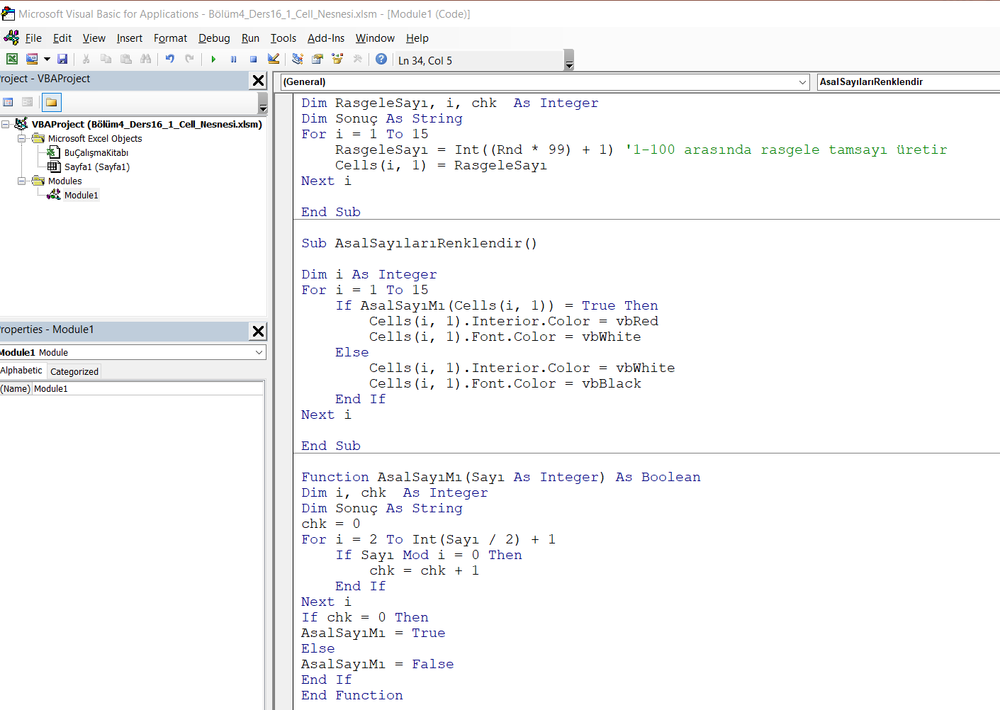 Microsoft Visual Basic for Applications - Bölüm4_Ders16_1_Cell_Nesnesi.xlsm - [Module1 (Code)]
File Edit View Insert Format Debug Run Tools Add-Ins Window Help
Ln 34, Col 5
roject - VBAProject
VBAProject (Bölüm4_Ders16_1_Cell_Nesnesi.xlsm)
Microsoft Excel Objects
BuÇalışmaKitabı
Sayfa1 (Sayfa1)
Modules
Module1
roperties - Module1
Module1 Module
Alphabetic Categorized
(Name) Module1
(General) AsalSayılarıRenklendir
Dim RasgeleSayı, i, chk  As Integer
Dim Sonuç As String
For i = 1 To 15
    RasgeleSayı = Int((Rnd * 99) + 1) '1-100 arasında rasgele tamsayı üretir
    Cells(i, 1) = RasgeleSayı
Next i
End Sub
Sub AsalSayılarıRenklendir()
Dim i As Integer
For i = 1 To 15
    If AsalSayıMı(Cells(i, 1)) = True Then
        Cells(i, 1).Interior.Color = vbRed
        Cells(i, 1).Font.Color = vbWhite
    Else
        Cells(i, 1).Interior.Color = vbWhite
        Cells(i, 1).Font.Color = vbBlack
    End If
Next i
End Sub
Function AsalSayıMı(Sayı As Integer) As Boolean
Dim i, chk  As Integer
Dim Sonuç As String
chk = 0
For i = 2 To Int(Sayı / 2) + 1
    If Sayı Mod i = 0 Then
        chk = chk + 1
    End If
Next i
If chk = 0 Then
AsalSayıMı = True
Else
AsalSayıMı = False
End If
End Function